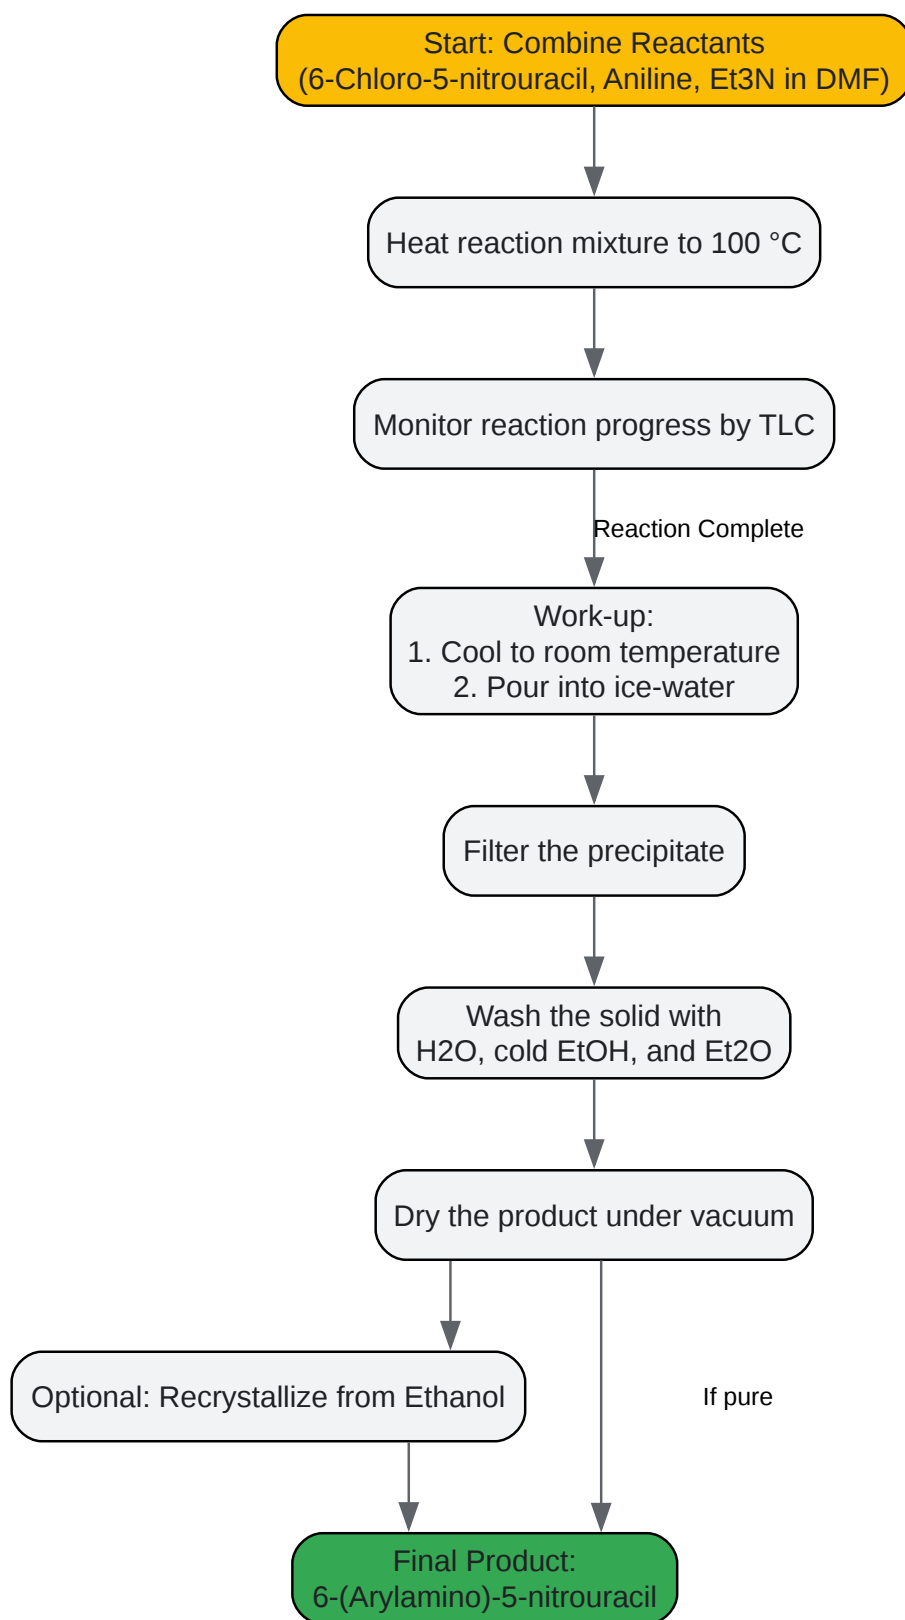 Start: Combine Reactants
(6-Chloro-5-nitrouracil, Aniline, Et3N in DMF)
Heat reaction mixture to 100 °C
Monitor reaction progress by TLC
Reaction Complete
Work-up:
1. Cool to room temperature
2. Pour into ice-water
Filter the precipitate
Wash the solid with
H2O, cold EtOH, and Et2O
Dry the product under vacuum
Optional: Recrystallize from Ethanol
If pure
Final Product:
6-(Arylamino)-5-nitrouracil